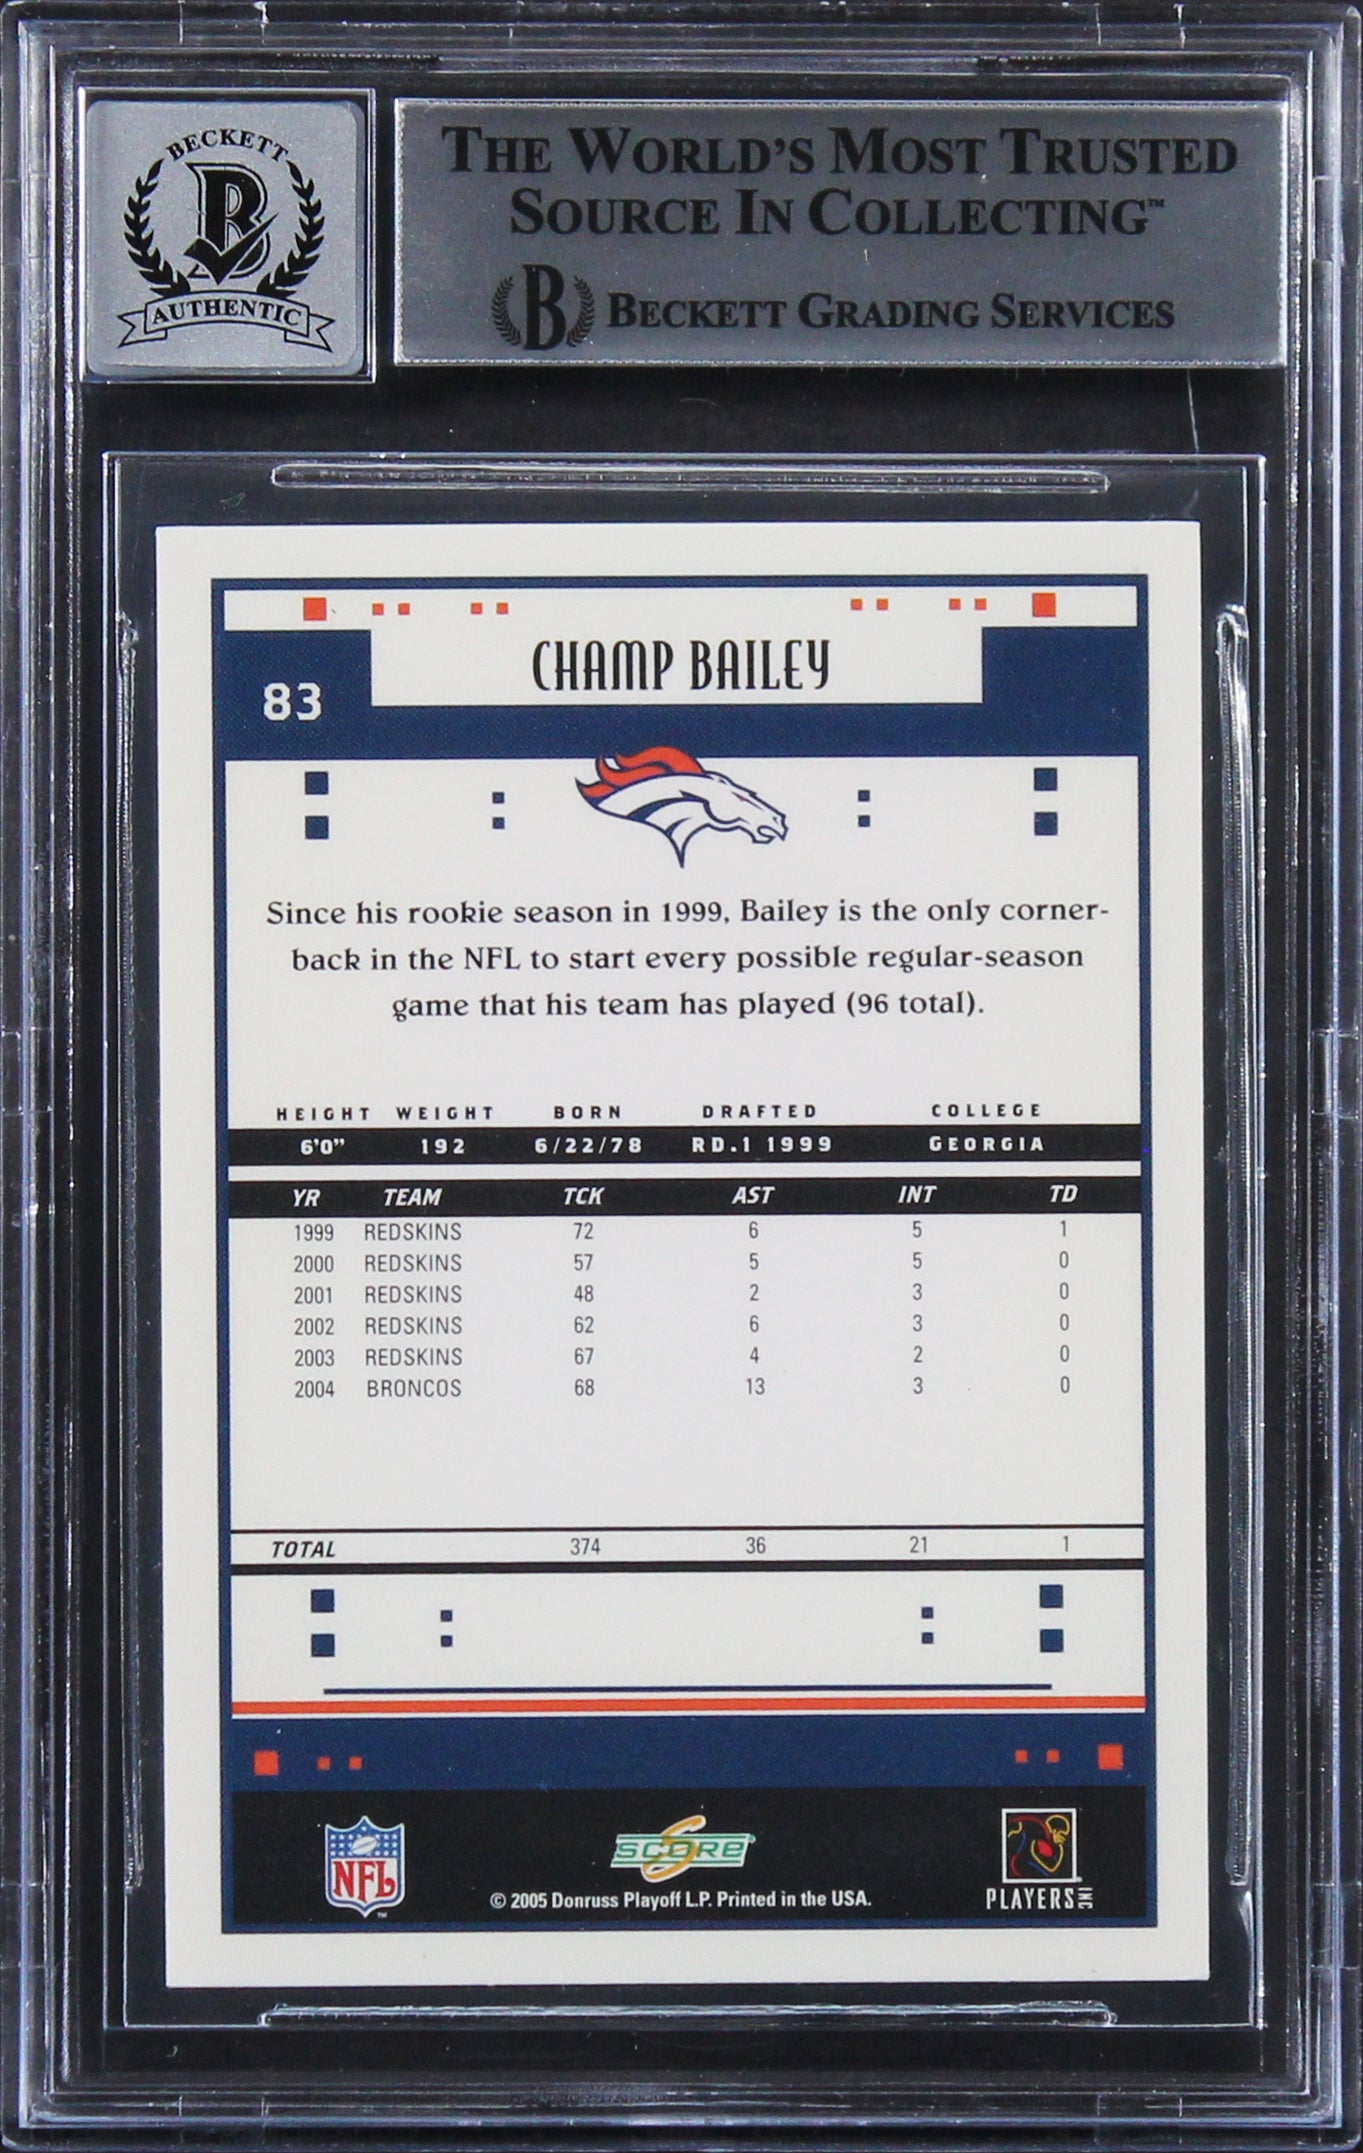 BECKETT
B
AUTHENTIC
THE WORLD'S MOST TRUSTED
SOURCE IN COLLECTING™
B BECKETT GRADING SERVICES
CHAMP BAILEY
83
Since his rookie season in 1999, Bailey is the only corner-
back in the NFL to start every possible regular-season
game that his team has played (96 total).
HEIGHT WEIGHT BORN DRAFTED COLLEGE
6'0" 192 6/22/78 RD.1 1999 GEORGIA
YR TEAM TCK AST INT TD
1999 REDSKINS 72 6 5 1
2000 REDSKINS 57 5 5 0
2001 REDSKINS 48 2 3 0
2002 REDSKINS 62 6 3 0
2003 REDSKINS 67 4 2 0
2004 BRONCOS 68 13 3 0
TOTAL 374 36 21 1
NFL
™
SCORE®
© 2005 Donruss Playoff L.P. Printed in the USA.
PLAYERS INC